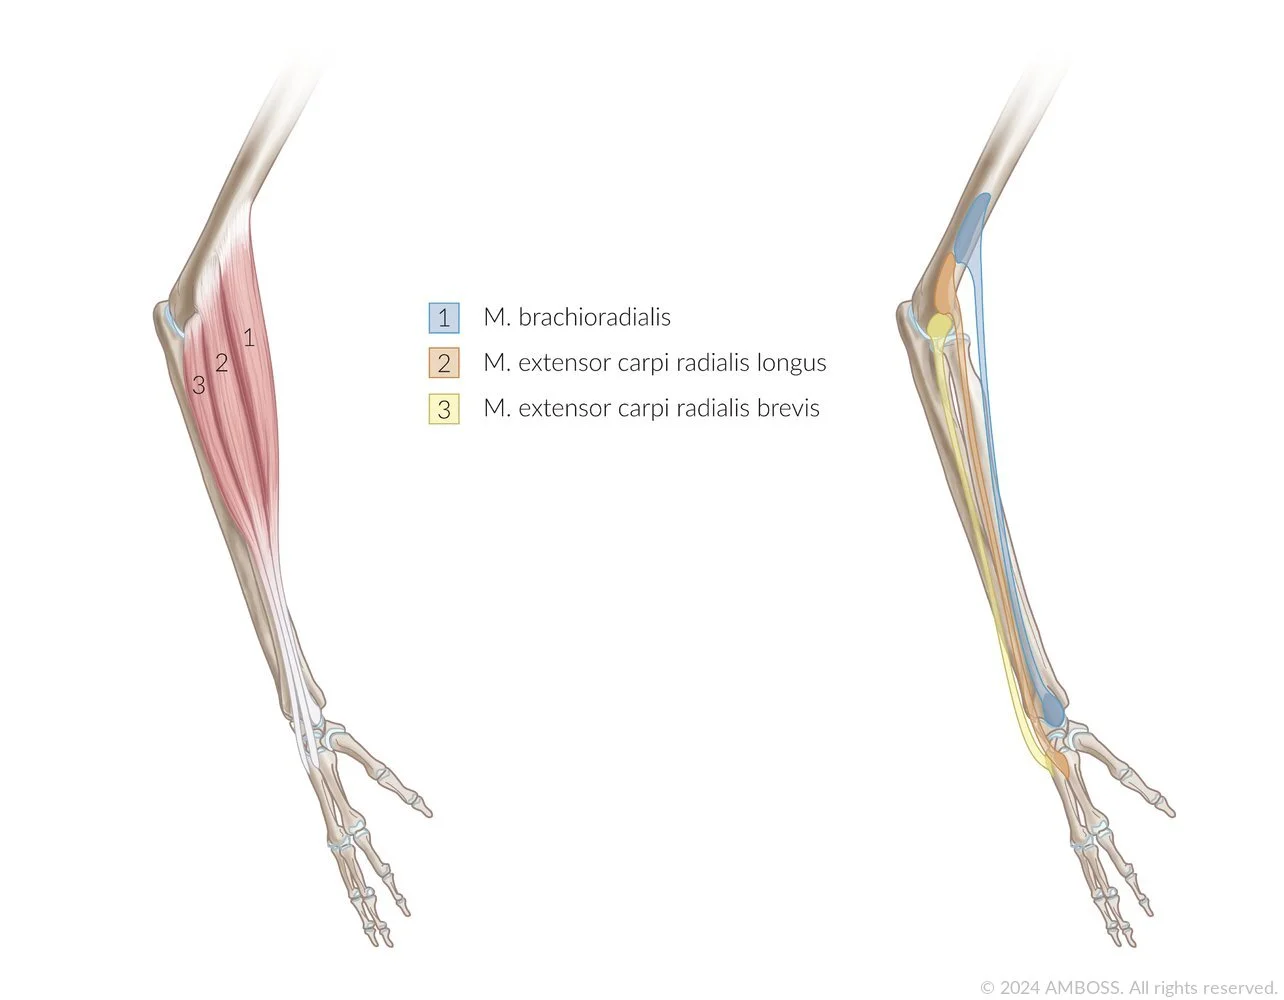 1
2
3
1 M. brachioradialis
2 M. extensor carpi radialis longus
3 M. extensor carpi radialis brevis
© 2024 AMBOSS. All rights reserved.